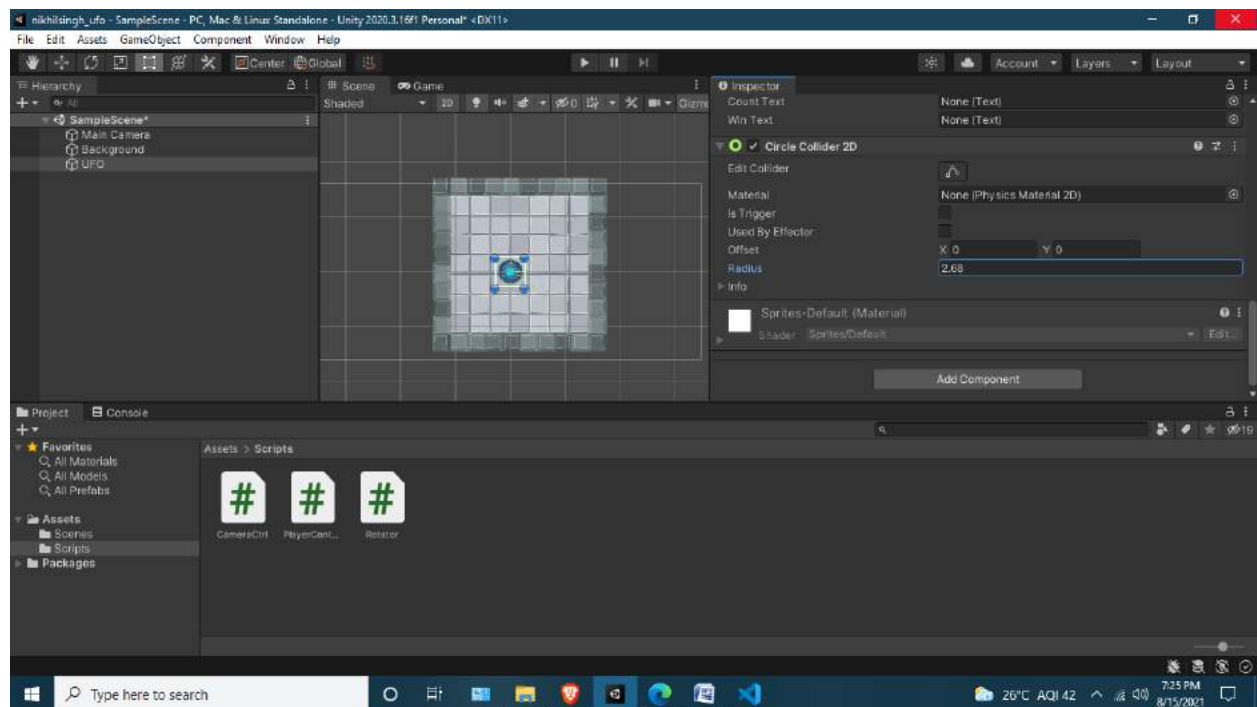 nikhilsingh_ufo - SampleScene - PC, Mac & Linux Standalone - Unity 2020.3.16f1 Personal* <DX11>
File Edit Assets GameObject Component Window Help
Center Global Account Layers Layout
Hierarchy
All
SampleScene*
Main Camera
Background
UFO
Scene Game
Shaded 2D 0 Gizm
Inspector
Count Text None (Text)
Win Text None (Text)
Circle Collider 2D
Edit Collider
Material None (Physics Material 2D)
Is Trigger
Used By Effector
Offset X 0 Y 0
Radius 2.68
Info
Sprites-Default (Material)
Shader Sprites/Default Edit...
Add Component
Project Console
19
Favorites
All Materials
All Models
All Prefabs
Assets
Scenes
Scripts
Packages
Assets > Scripts
# # #
CameraCtrl PlayerCont... Rotator
Type here to search
26°C AQI 42
7:25 PM
8/15/2021